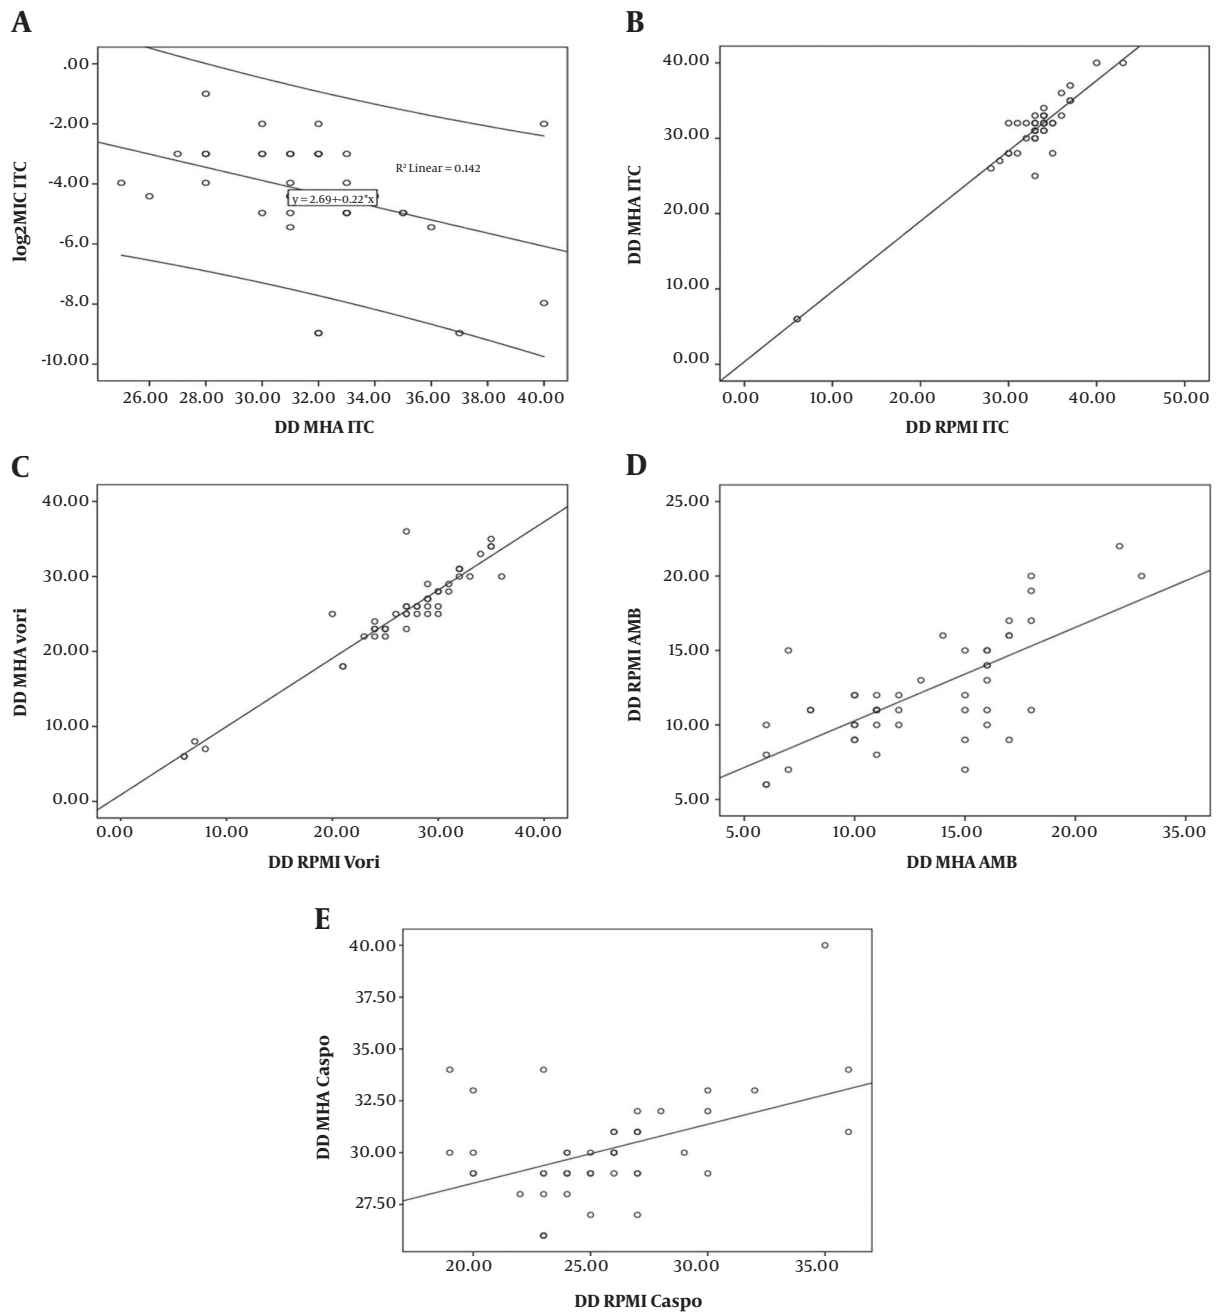 A
.00
-2.00
-4.00
-6.0
-8.0
-10.00
log2MIC ITC
R² Linear = 0.142
y = 2.69+-0.22*x
26.00 28.00 30.00 32.00 34.00 36.00 38.00 40.00
DD MHA ITC
B
40.00
30.00
20.00
10.00
0.00
DD MHA ITC
0.00 10.00 20.00 30.00 40.00 50.00
DD RPMI ITC
C
40.00
30.00
20.00
10.00
0.00
DD MHA vori
0.00 10.00 20.00 30.00 40.00
DD RPMI Vori
D
25.00
20.00
15.00
10.00
5.00
DD RPMI AMB
5.00 10.00 15.00 20.00 35.00
DD MHA AMB
E
40.00
37.50
35.00
32.50
30.00
27.50
DD MHA Caspo
20.00 25.00 30.00 35.00
DD RPMI Caspo